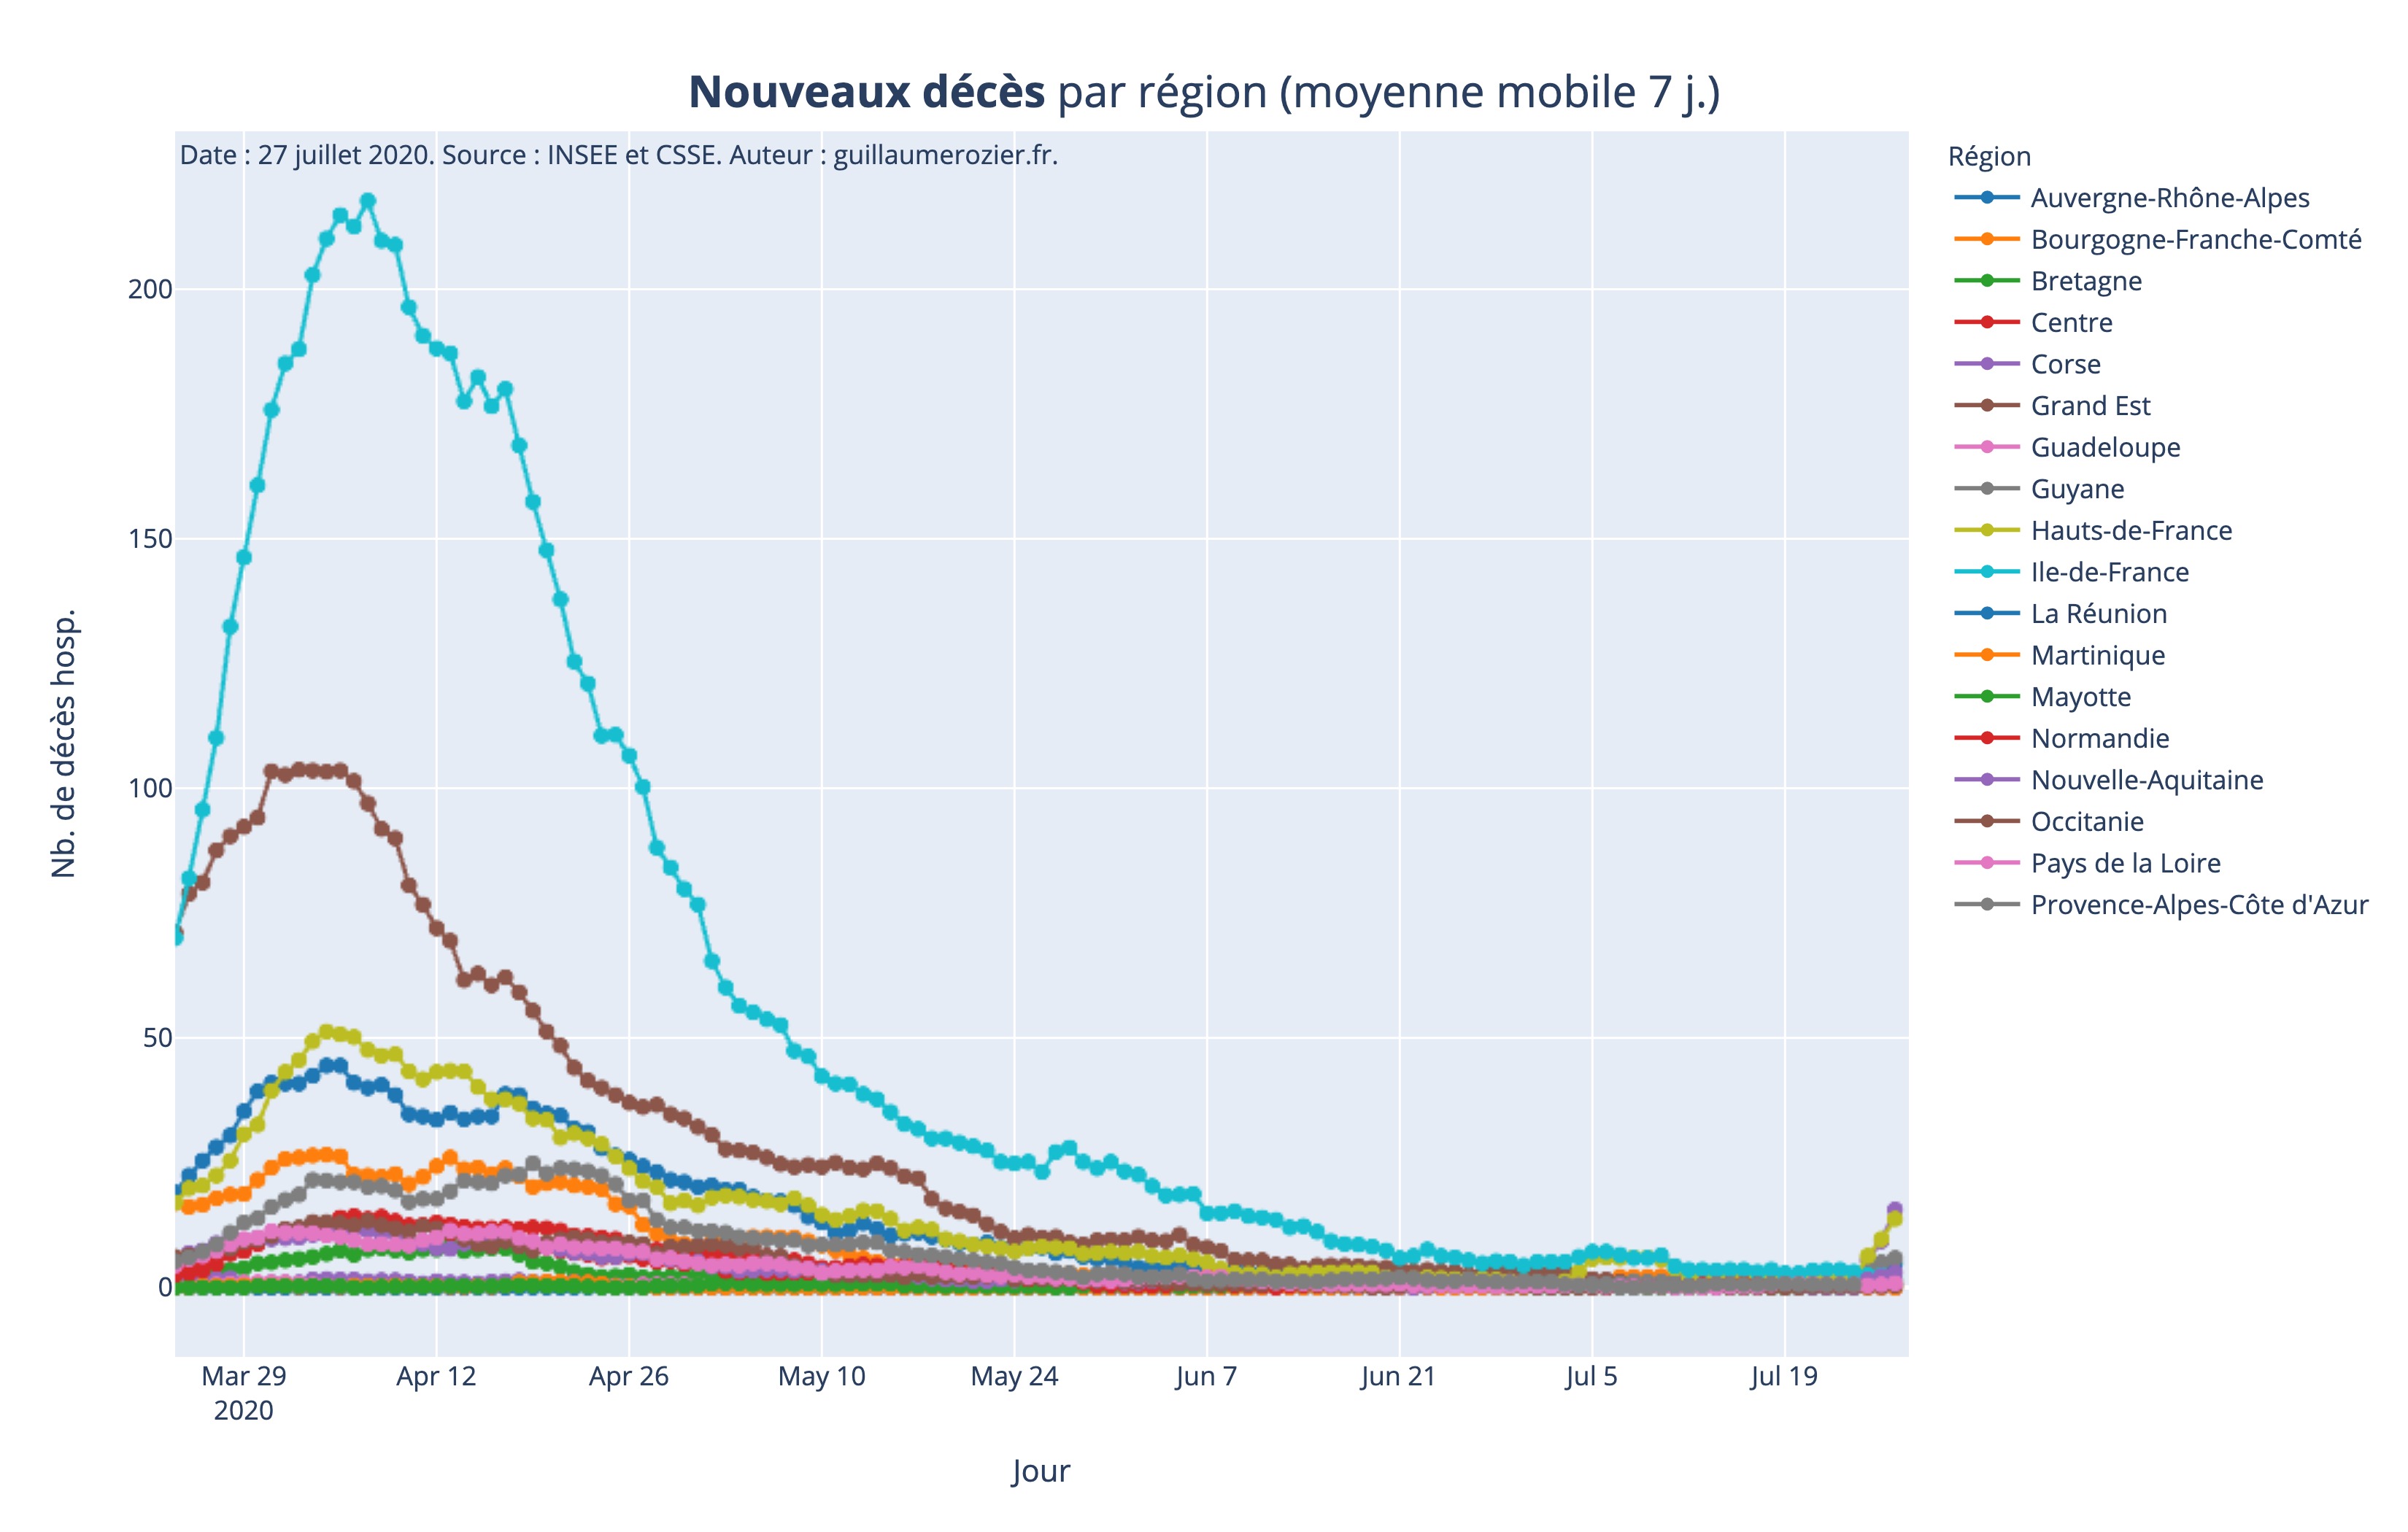 Nouveaux décès par région (moyenne mobile 7 j.)
Date : 27 juillet 2020. Source : INSEE et CSSE. Auteur : guillaumerozier.fr.
Nb. de décès hosp.
200
150
100
50
0
Mar 29
2020
Apr 12
Apr 26
May 10
May 24
Jun 7
Jun 21
Jul 5
Jul 19
Jour
Région
Auvergne-Rhône-Alpes
Bourgogne-Franche-Comté
Bretagne
Centre
Corse
Grand Est
Guadeloupe
Guyane
Hauts-de-France
Ile-de-France
La Réunion
Martinique
Mayotte
Normandie
Nouvelle-Aquitaine
Occitanie
Pays de la Loire
Provence-Alpes-Côte d'Azur